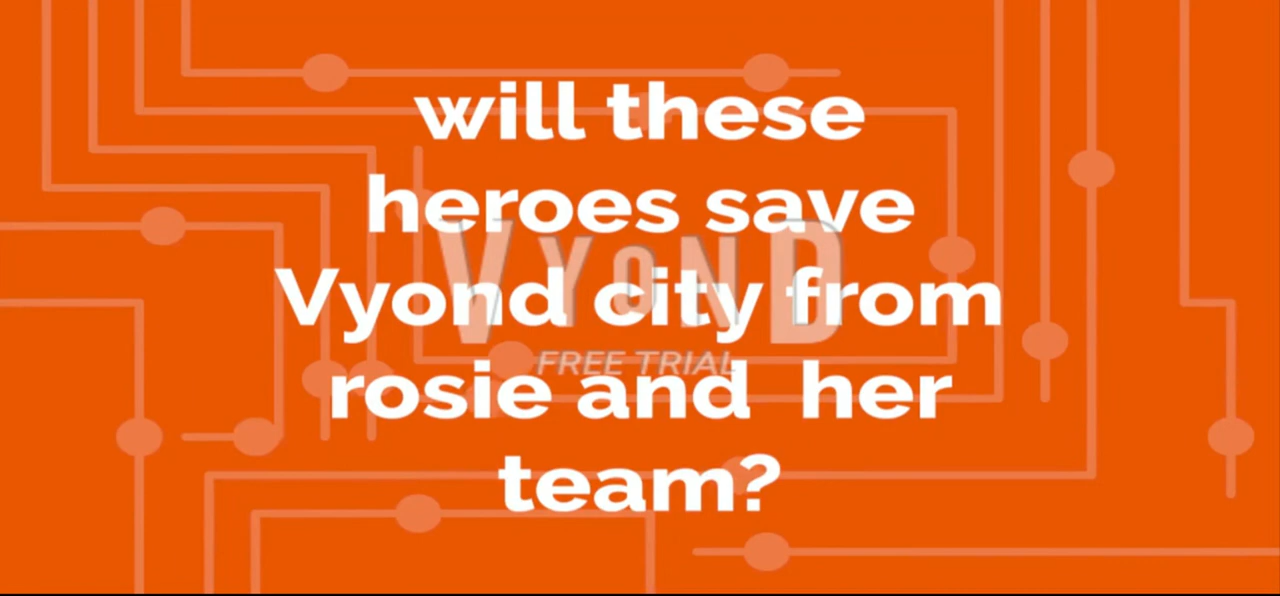 will these
heroes save
Vyond city from
rosie and  her
team?
VYOND
FREE TRIAL